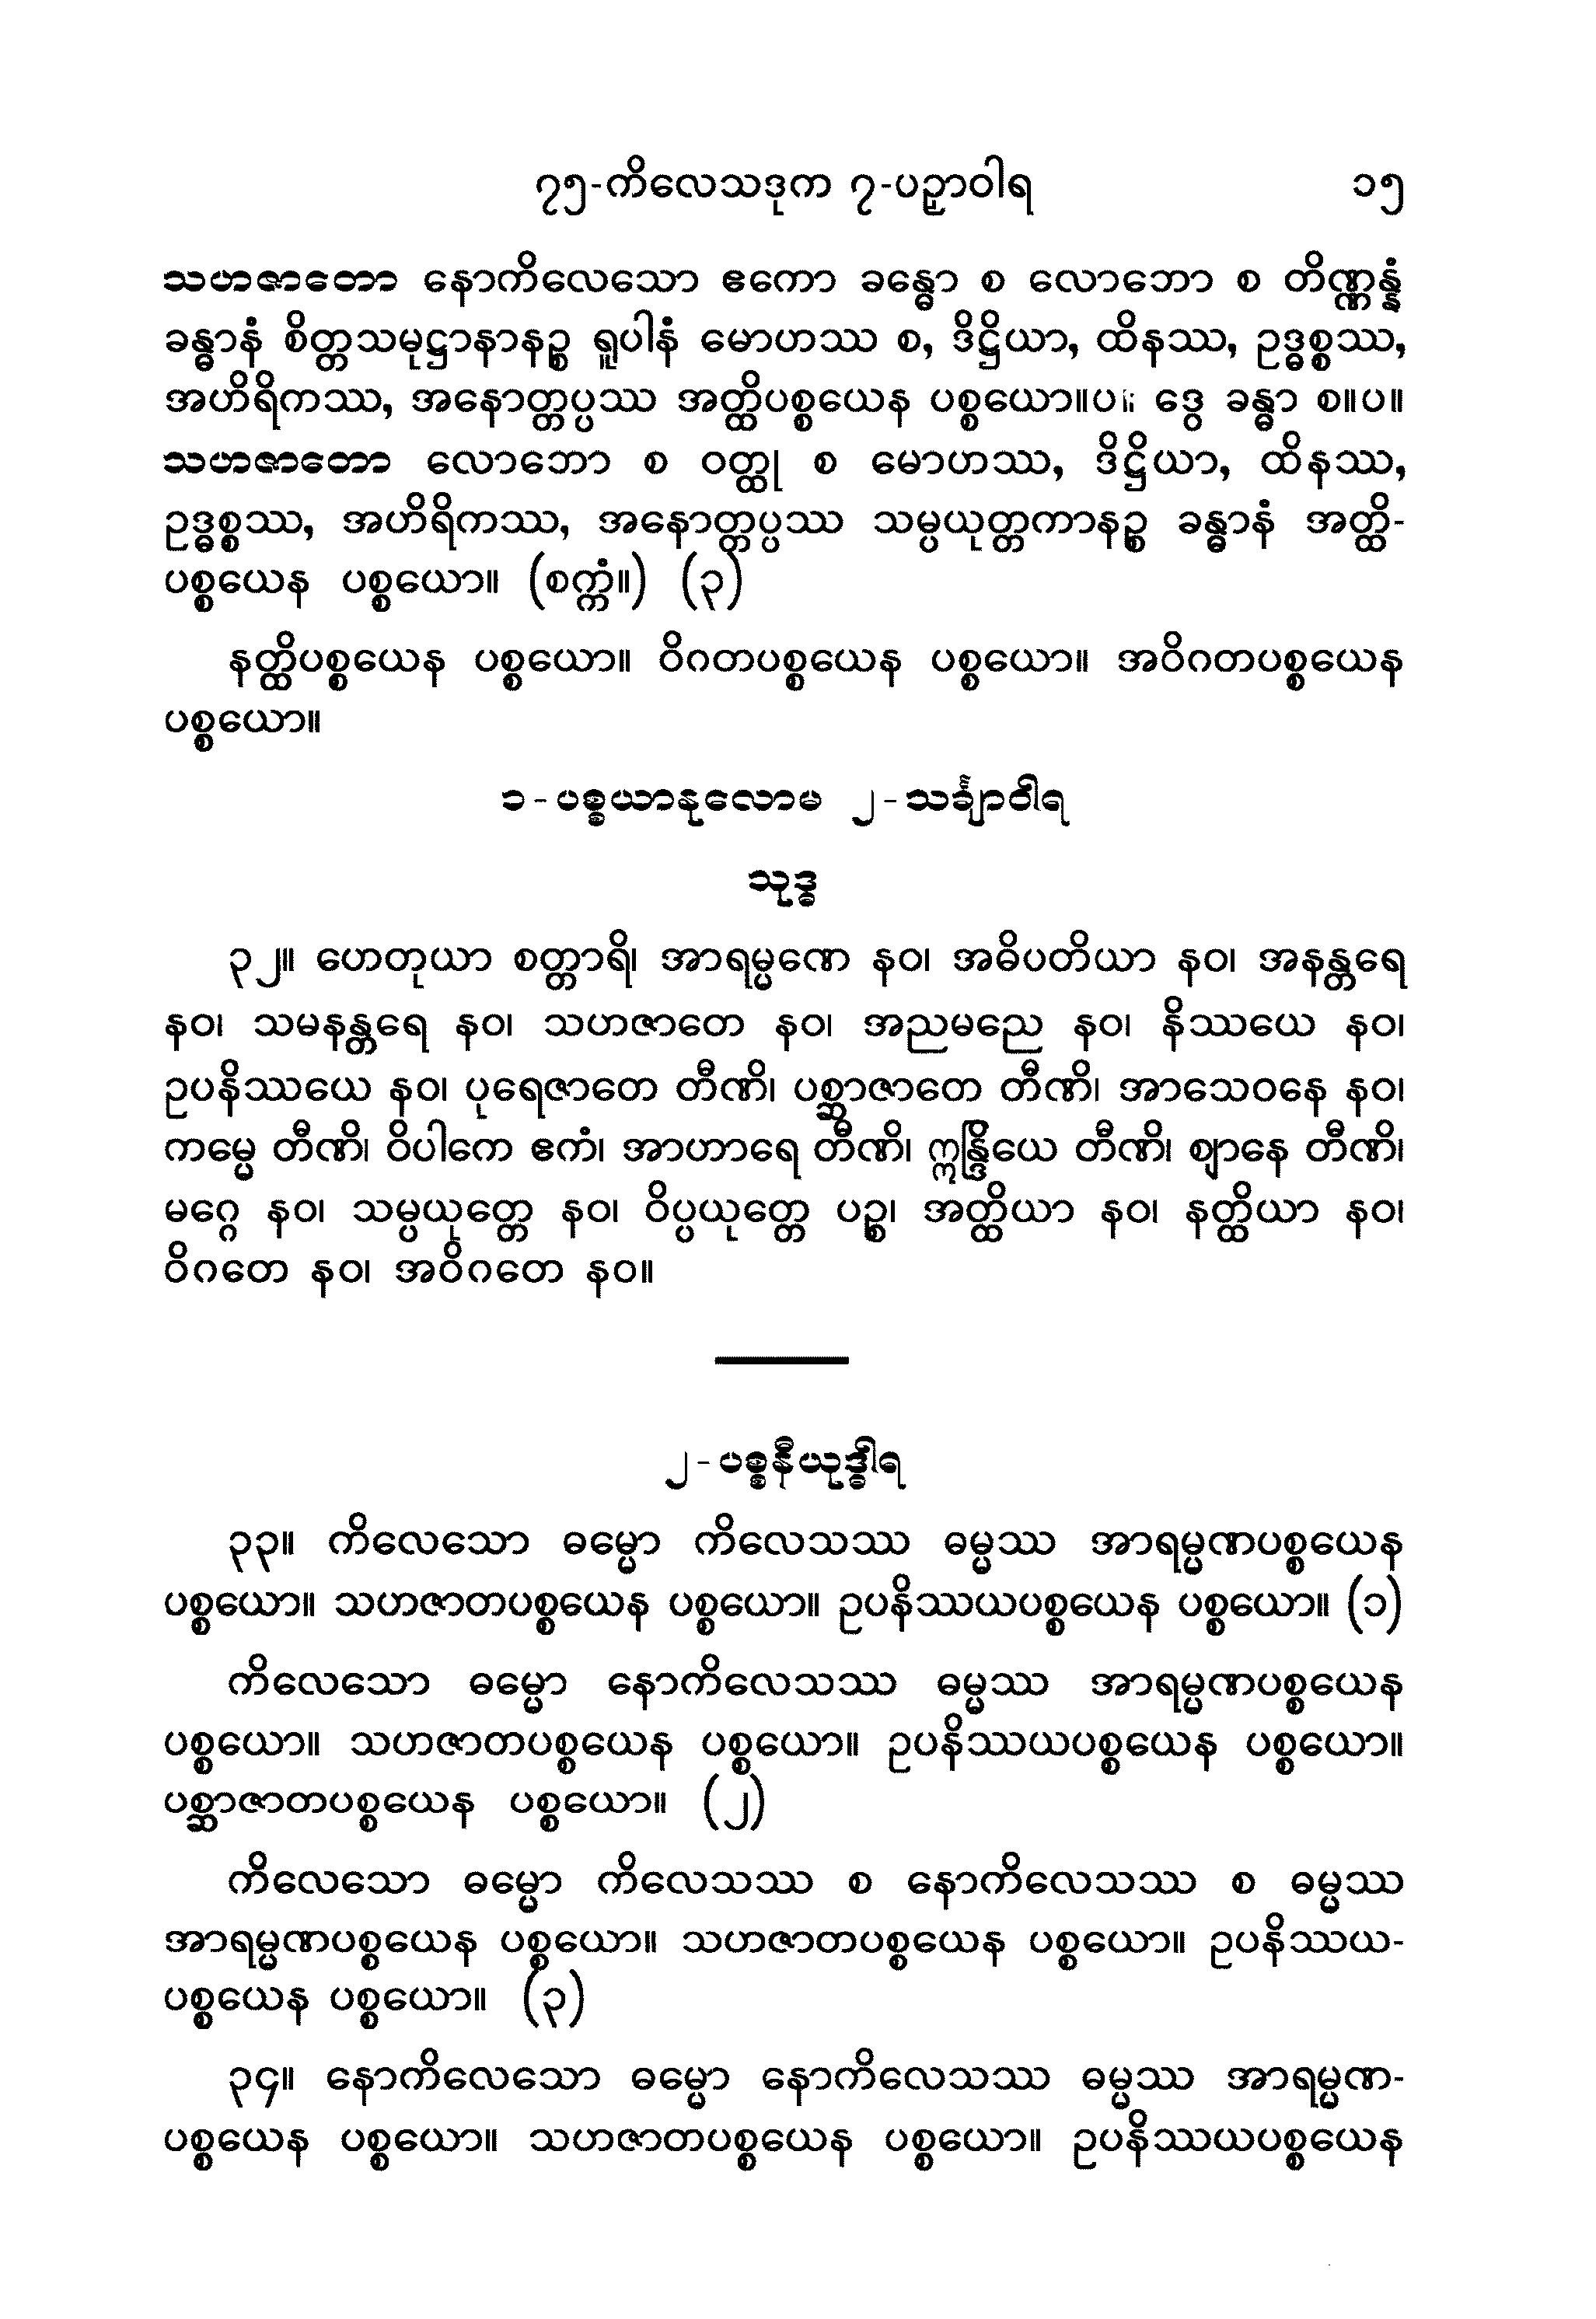 ၇၅-ကိလေသဒုက ၇-ပဉှာဝါရ ၁၅
သဟဇာတော နောကိလေသော ဧကော ခန္ဓော စ လောဘော စ တိဏ္ဏန္နံ
ခန္ဓာနံ စိတ္တသမုဋ္ဌာနာနဉ္စ ရူပါနံ မောဟဿ စ, ဒိဋ္ဌိယာ, ထိနဿ, ဥဒ္ဓစ္စဿ,
အဟိရိကဿ, အနောတ္တပ္ပဿ အတ္ထိပစ္စယေန ပစ္စယော။ပ။ ဒွေ ခန္ဓာ စ။ပ။
သဟဇာတော လောဘော စ ဝတ္ထု စ မောဟဿ, ဒိဋ္ဌိယာ, ထိနဿ,
ဥဒ္ဓစ္စဿ, အဟိရိကဿ, အနောတ္တပ္ပဿ သမ္ပယုတ္တကာနဉ္စ ခန္ဓာနံ အတ္ထိ-
ပစ္စယေန ပစ္စယော။ (စက္ကံ။) (၃)
နတ္ထိပစ္စယေန ပစ္စယော။ ဝိဂတပစ္စယေန ပစ္စယော။ အဝိဂတပစ္စယေန
ပစ္စယော။
၁-ပစ္စယာနုလောမ ၂-သင်္ချာဝါရ
သုဒ္ဓ
၃၂။ ဟေတုယာ စတ္တာရိ၊ အာရမ္မဏေ နဝ၊ အဓိပတိယာ နဝ၊ အနန္တရေ
နဝ၊ သမနန္တရေ နဝ၊ သဟဇာတေ နဝ၊ အညမညေ နဝ၊ နိဿယေ နဝ၊
ဥပနိဿယေ နဝ၊ ပုရေဇာတေ တီဏိ၊ ပစ္ဆာဇာတေ တီဏိ၊ အာသေဝနေ နဝ၊
ကမ္မေ တီဏိ၊ ဝိပါကေ ဧကံ၊ အာဟာရေ တီဏိ၊ ဣန္ဒြိယေ တီဏိ၊ ဈာနေ တီဏိ၊
မဂ္ဂေ နဝ၊ သမ္ပယုတ္တေ နဝ၊ ဝိပ္ပယုတ္တေ ပဉ္စ၊ အတ္ထိယာ နဝ၊ နတ္ထိယာ နဝ၊
ဝိဂတေ နဝ၊ အဝိဂတေ နဝ။
၂-ပစ္စနီယုဒ္ဓါရ
၃၃။ ကိလေသော ဓမ္မော ကိလေသဿ ဓမ္မဿ အာရမ္မဏပစ္စယေန
ပစ္စယော။ သဟဇာတပစ္စယေန ပစ္စယော။ ဥပနိဿယပစ္စယေန ပစ္စယော။ (၁)
ကိလေသော ဓမ္မော နောကိလေသဿ ဓမ္မဿ အာရမ္မဏပစ္စယေန
ပစ္စယော။ သဟဇာတပစ္စယေန ပစ္စယော။ ဥပနိဿယပစ္စယေန ပစ္စယော။
ပစ္ဆာဇာတပစ္စယေန ပစ္စယော။ (၂)
ကိလေသော ဓမ္မော ကိလေသဿ စ နောကိလေသဿ စ ဓမ္မဿ
အာရမ္မဏပစ္စယေန ပစ္စယော။ သဟဇာတပစ္စယေန ပစ္စယော။ ဥပနိဿယ-
ပစ္စယေန ပစ္စယော။ (၃)
၃၄။ နောကိလေသော ဓမ္မော နောကိလေသဿ ဓမ္မဿ အာရမ္မဏ-
ပစ္စယေန ပစ္စယော။ သဟဇာတပစ္စယေန ပစ္စယော။ ဥပနိဿယပစ္စယေန